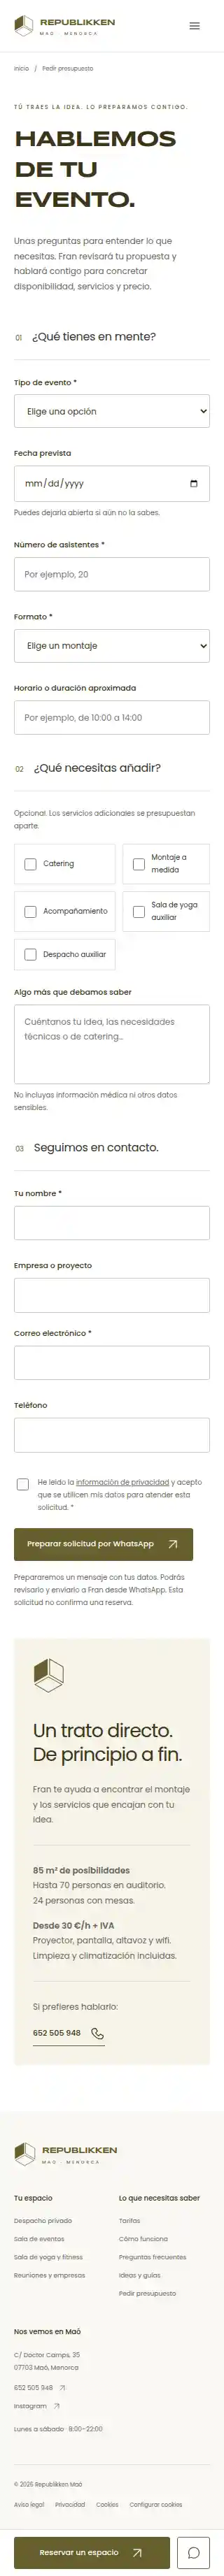 REPUBLIKKEN
MAÓ · MENORCA
Inicio / Pedir presupuesto
TÚ TRAES LA IDEA. LO PREPARAMOS CONTIGO.
HABLEMOS
DE TU
EVENTO.
Unas preguntas para entender lo que
necesitas. Fran revisará tu propuesta y
hablará contigo para concretar
disponibilidad, servicios y precio.
01 ¿Qué tienes en mente?
Tipo de evento *
Elige una opción
Fecha prevista
mm/dd/yyyy
Puedes dejarla abierta si aún no la sabes.
Número de asistentes *
Por ejemplo, 20
Formato *
Elige un montaje
Horario o duración aproximada
Por ejemplo, de 10:00 a 14:00
02 ¿Qué necesitas añadir?
Opcional. Los servicios adicionales se presupuestan
aparte.
Catering
Montaje a
medida
Acompañamiento
Sala de yoga
auxiliar
Despacho auxiliar
Algo más que debamos saber
Cuéntanos tu idea, las necesidades
técnicas o de catering…
No incluyas información médica ni otros datos
sensibles.
03 Seguimos en contacto.
Tu nombre *
Empresa o proyecto
Correo electrónico *
Teléfono
He leído la información de privacidad y acepto
que se utilicen mis datos para atender esta
solicitud. *
Preparar solicitud por WhatsApp
Prepararemos un mensaje con tus datos. Podrás
revisarlo y enviarlo a Fran desde WhatsApp. Esta
solicitud no confirma una reserva.
Un trato directo.
De principio a fin.
Fran te ayuda a encontrar el montaje
y los servicios que encajan con tu
idea.
85 m² de posibilidades
Hasta 70 personas en auditorio.
24 personas con mesas.
Desde 30 €/h + IVA
Proyector, pantalla, altavoz y wifi.
Limpieza y climatización incluidas.
Si prefieres hablarlo:
652 505 948
REPUBLIKKEN
MAÓ · MENORCA
Tu espacio
Despacho privado
Sala de eventos
Sala de yoga y fitness
Reuniones y empresas
Lo que necesitas saber
Tarifas
Cómo funciona
Preguntas frecuentes
Ideas y guías
Pedir presupuesto
Nos vemos en Maó
C/ Doctor Camps, 35
07703 Maó, Menorca
652 505 948
Instagram
Lunes a sábado · 8:00–22:00
© 2026 Republikken Maó
Aviso legal Privacidad Cookies Configurar cookies
Reservar un espacio